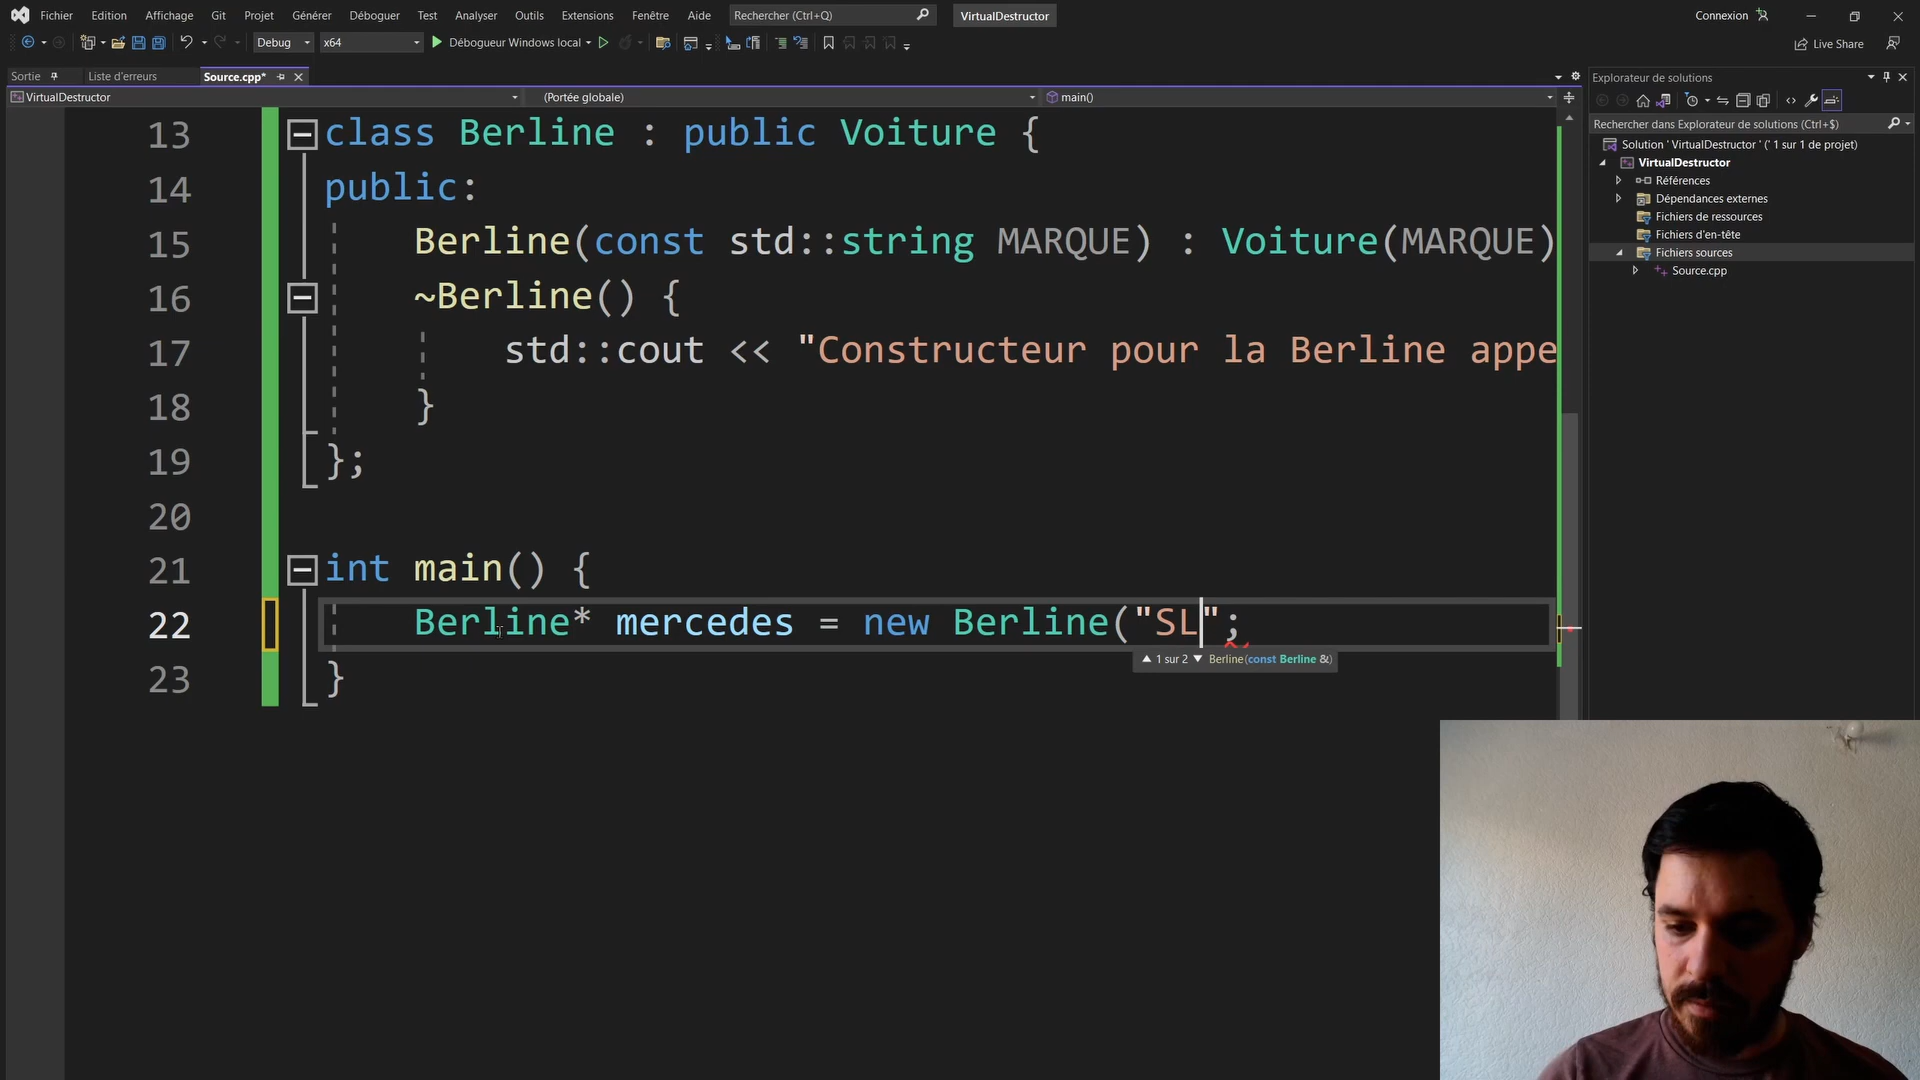 Fichier Edition Affichage Git Projet Générer Déboguer Test Analyser Outils Extensions Fenêtre Aide Rechercher (Ctrl+Q) VirtualDestructor Connexion
Debug x64 Débogueur Windows local Live Share
Sortie Liste d'erreurs Source.cpp*
VirtualDestructor (Portée globale) main()
13 class Berline : public Voiture {
14 public:
15 Berline(const std::string MARQUE) : Voiture(MARQUE)
16 ~Berline() {
17 std::cout << "Constructeur pour la Berline appe
18 }
19 };
20
21 int main() {
22 Berline* mercedes = new Berline("SL";
1 sur 2 Berline(const Berline &)
23 }
Explorateur de solutions
Rechercher dans Explorateur de solutions (Ctrl+$)
Solution ' VirtualDestructor ' (' 1 sur 1 de projet)
VirtualDestructor
Références
Dépendances externes
Fichiers de ressources
Fichiers d'en-tête
Fichiers sources
Source.cpp